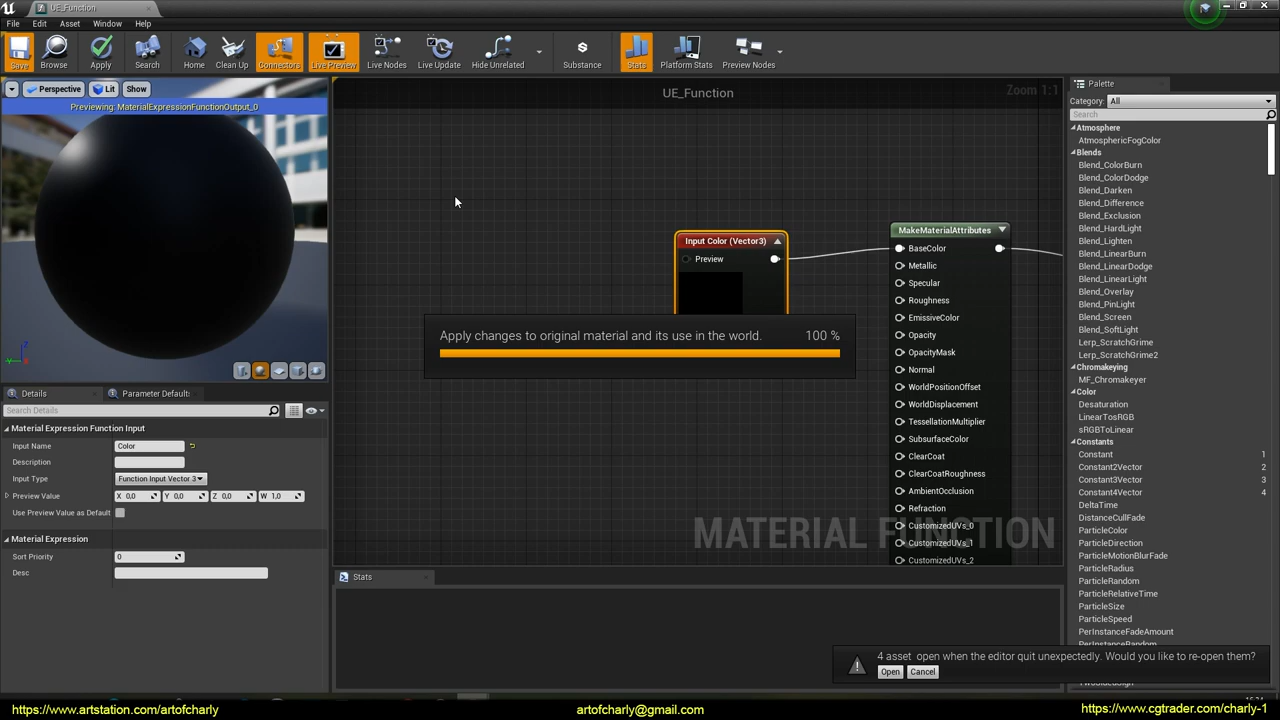 UE_Function
File Edit Asset Window Help
Save Browse Apply Search Home Clean Up Connectors Live Preview Live Nodes Live Update Hide Unrelated Substance Stats Platform Stats Preview Nodes
Perspective Lit Show
Previewing: MaterialExpressionFunctionOutput_0
UE_Function
Zoom 1:1
Input Color (Vector3)
Preview
MakeMaterialAttributes
BaseColor
Metallic
Specular
Roughness
EmissiveColor
Opacity
OpacityMask
Normal
WorldPositionOffset
WorldDisplacement
TessellationMultiplier
SubsurfaceColor
ClearCoat
ClearCoatRoughness
AmbientOcclusion
Refraction
CustomizedUVs_0
CustomizedUVs_1
CustomizedUVs_2
Apply changes to original material and its use in the world. 100 %
MATERIAL FUNCTION
Details Parameter Default:
Search Details
Material Expression Function Input
Input Name Color
Description
Input Type Function Input Vector 3
Preview Value X 0,0 Y 0,0 Z 0,0 W 1,0
Use Preview Value as Default
Material Expression
Sort Priority 0
Desc
Stats
Palette
Category: All
Search
Atmosphere
AtmosphericFogColor
Blends
Blend_ColorBurn
Blend_ColorDodge
Blend_Darken
Blend_Difference
Blend_Exclusion
Blend_HardLight
Blend_Lighten
Blend_LinearBurn
Blend_LinearDodge
Blend_LinearLight
Blend_Overlay
Blend_PinLight
Blend_Screen
Blend_SoftLight
Lerp_ScratchGrime
Lerp_ScratchGrime2
Chromakeying
MF_Chromakeyer
Color
Desaturation
LinearTosRGB
sRGBToLinear
Constants
Constant 1
Constant2Vector 2
Constant3Vector 3
Constant4Vector 4
DeltaTime
DistanceCullFade
ParticleColor
ParticleDirection
ParticleMotionBlurFade
ParticleRadius
ParticleRandom
ParticleRelativeTime
ParticleSize
ParticleSpeed
PerInstanceFadeAmount
4 asset open when the editor quit unexpectedly. Would you like to re-open them?
Open Cancel
https://www.artstation.com/artofcharly
artofcharly@gmail.com
https://www.cgtrader.com/charly-1